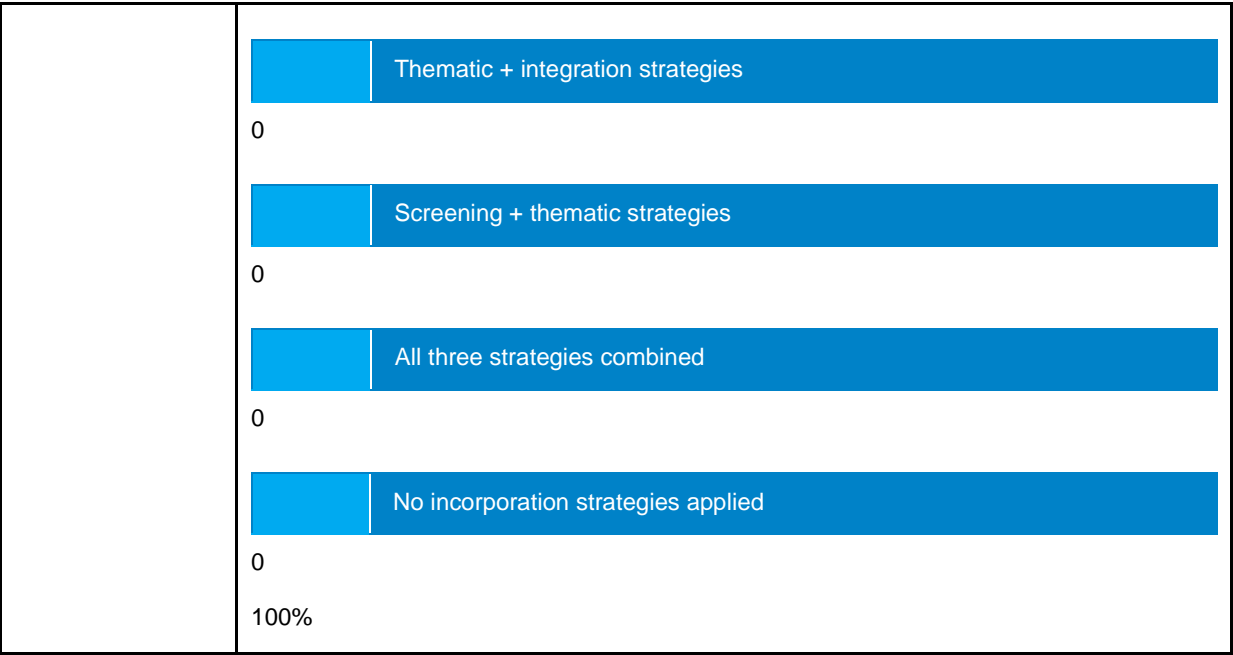 Thematic + integration strategies
0
Screening + thematic strategies
0
All three strategies combined
0
No incorporation strategies applied
0
100%